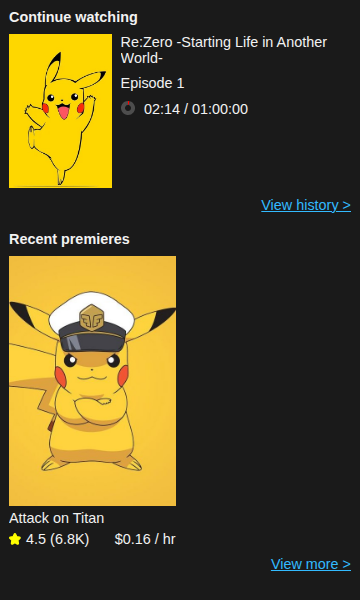 Continue watching
Re:Zero -Starting Life in Another
World-
Episode 1
02:14 / 01:00:00
View history >
Recent premieres
Attack on Titan
4.5 (6.8K) $0.16 / hr
View more >